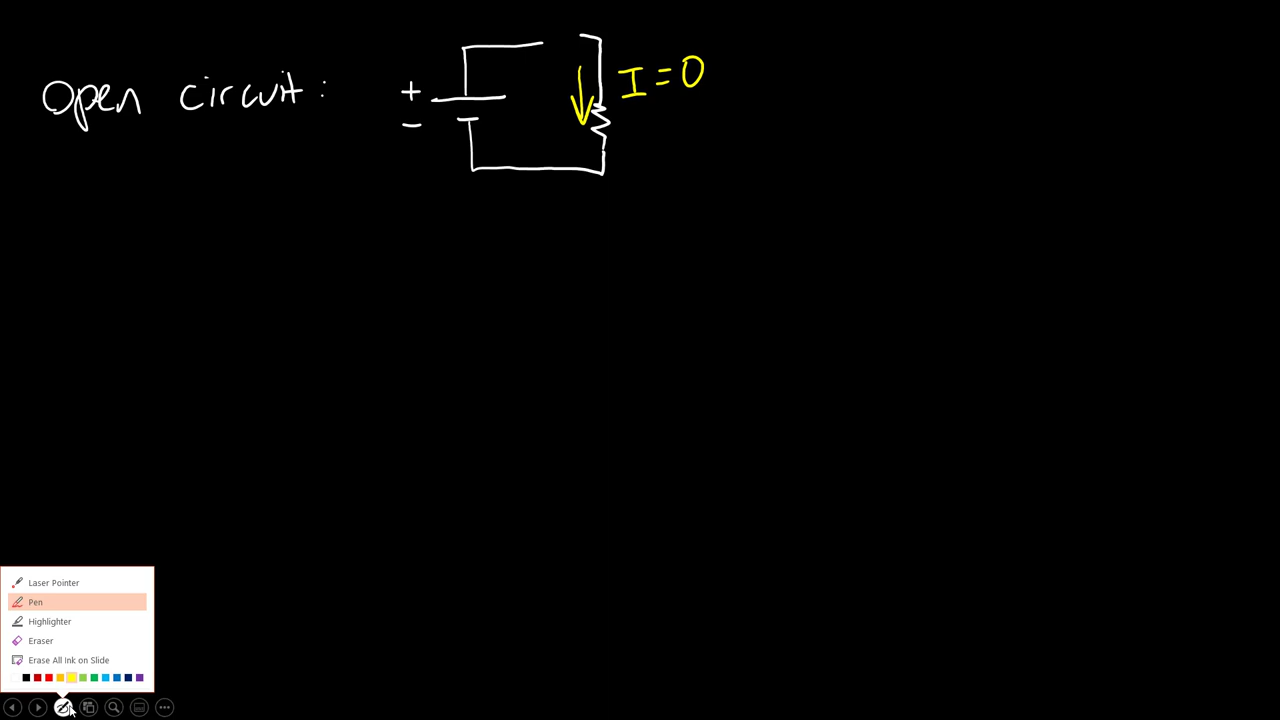 Open circuit:
+
−
I=0
Laser Pointer
Pen
Highlighter
Eraser
Erase All Ink on Slide